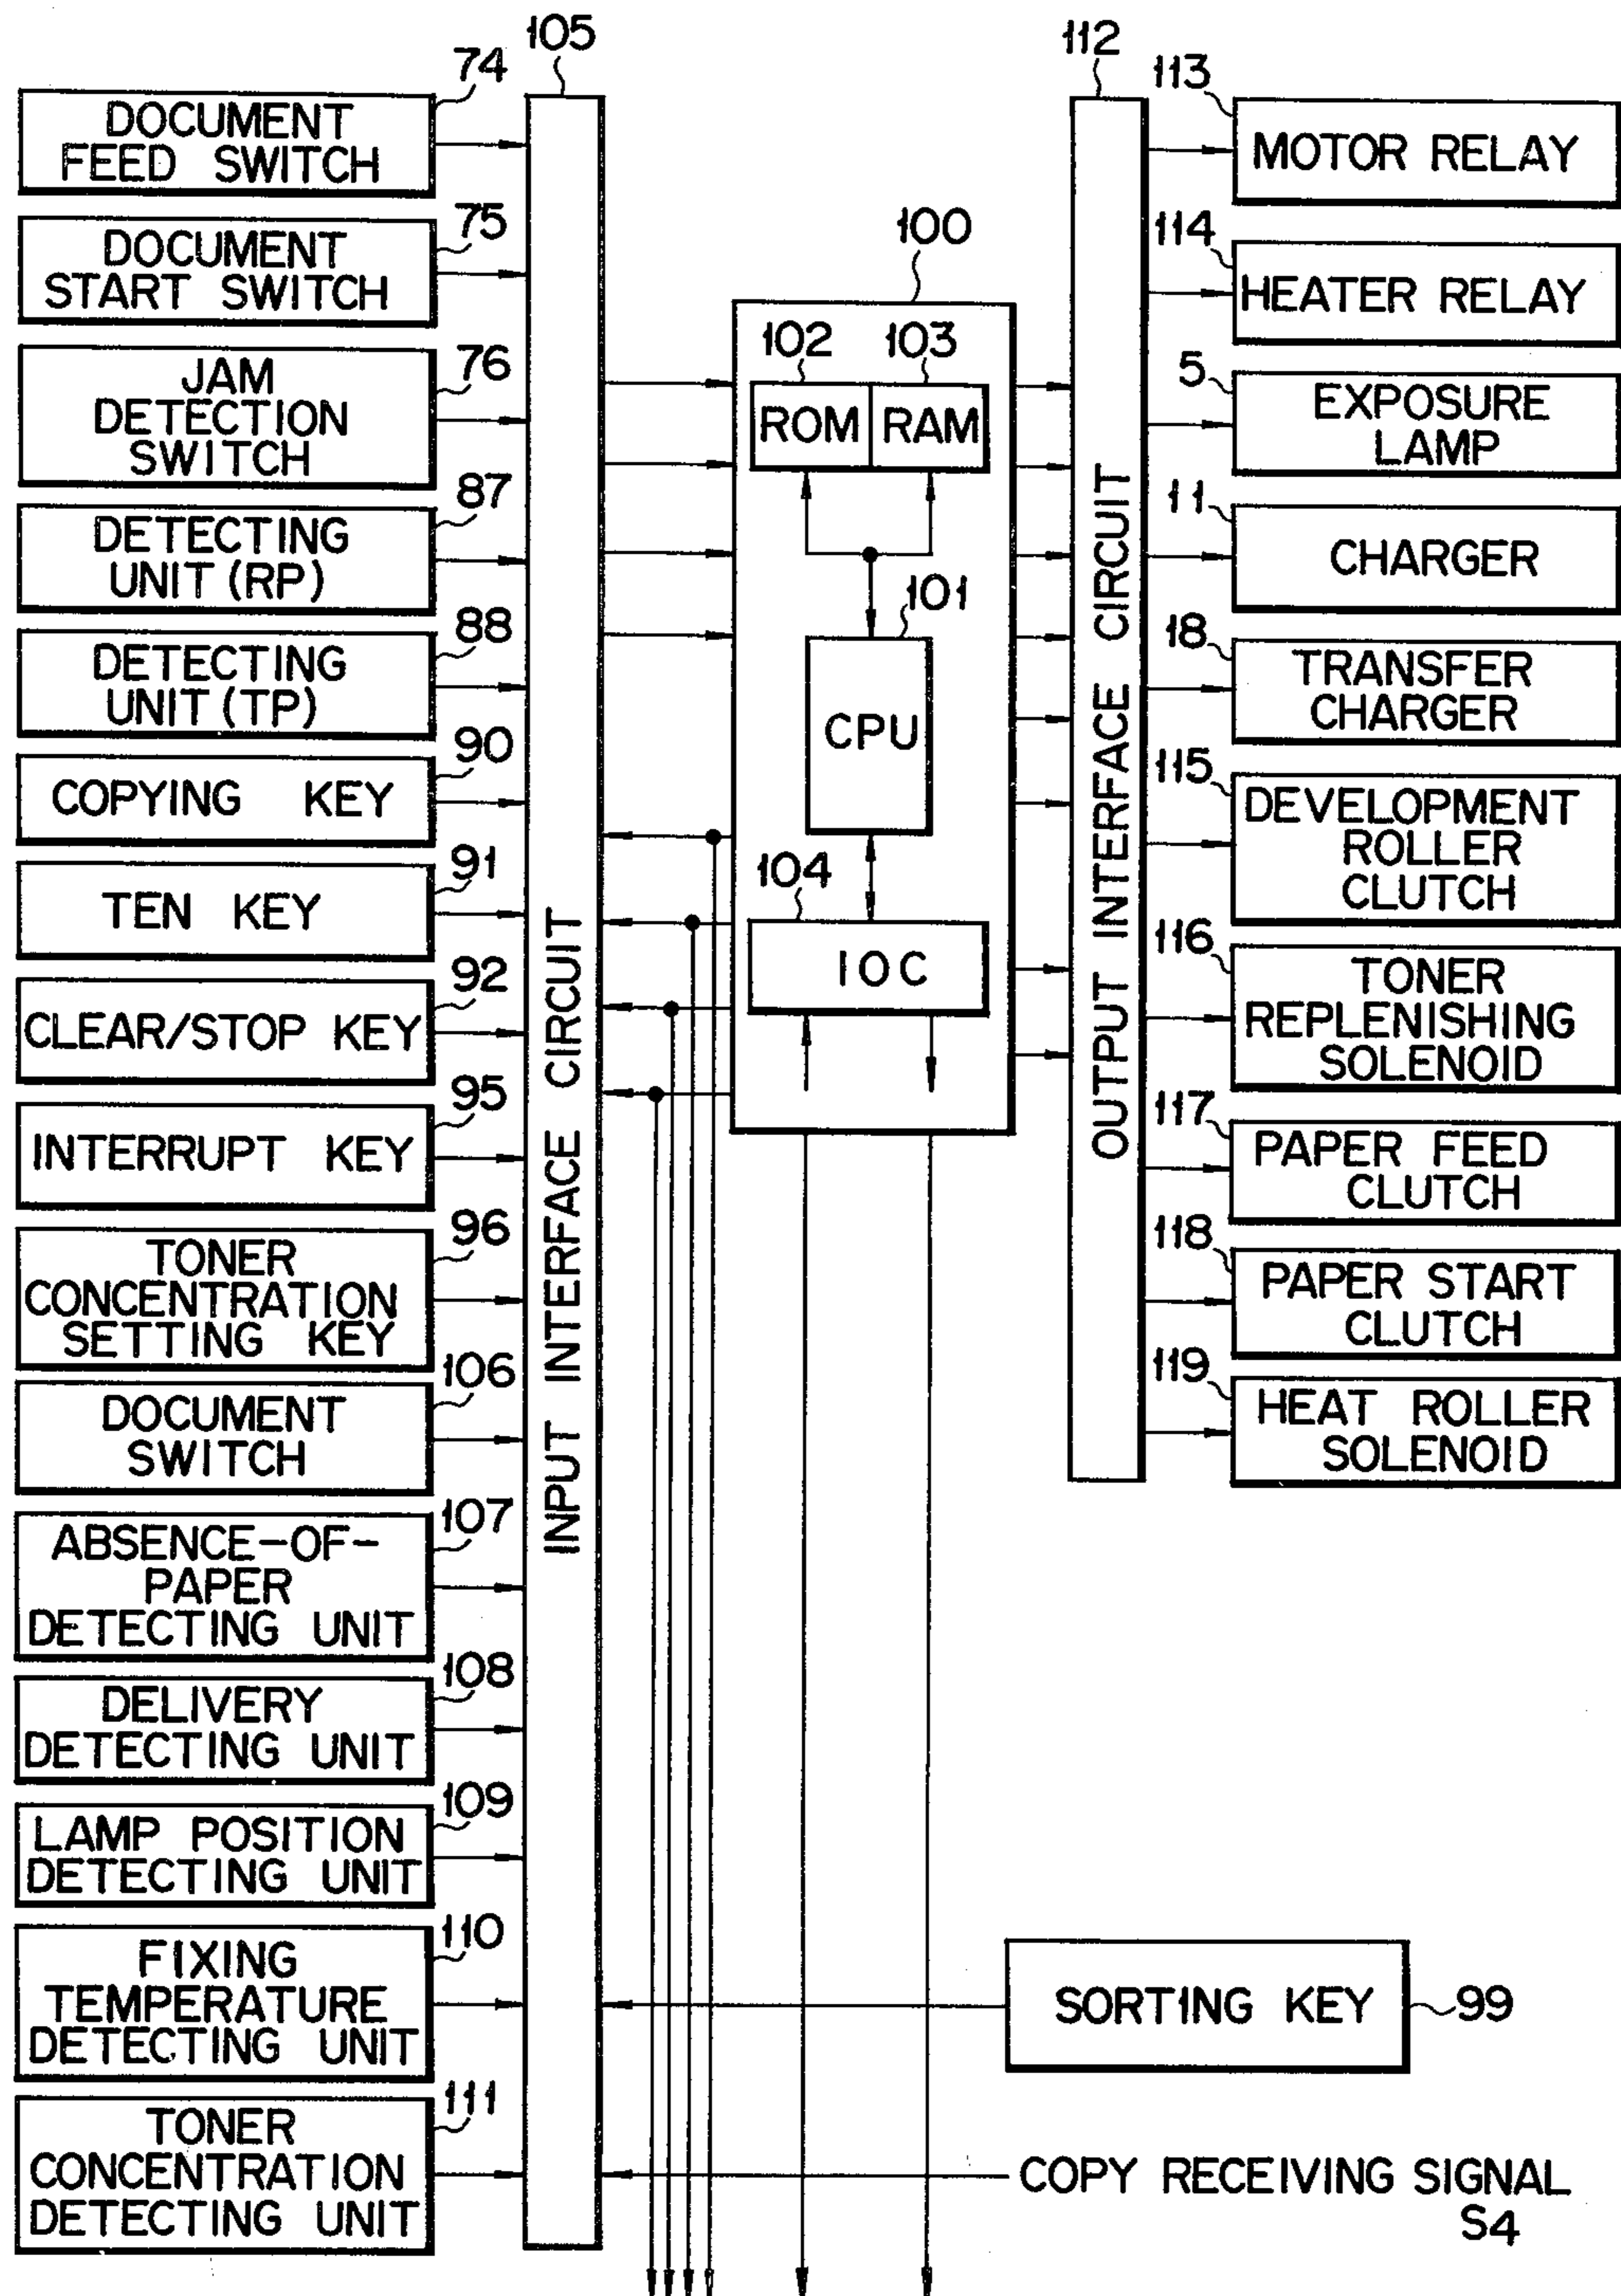 105
112
74
DOCUMENT
FEED SWITCH
75
DOCUMENT
START SWITCH
76
JAM
DETECTION
SWITCH
87
DETECTING
UNIT (RP)
88
DETECTING
UNIT (TP)
90
COPYING KEY
91
TEN KEY
92
CLEAR/STOP KEY
95
INTERRUPT KEY
96
TONER
CONCENTRATION
SETTING KEY
106
DOCUMENT
SWITCH
107
ABSENCE-OF-
PAPER
DETECTING UNIT
108
DELIVERY
DETECTING UNIT
109
LAMP POSITION
DETECTING UNIT
110
FIXING
TEMPERATURE
DETECTING UNIT
111
TONER
CONCENTRATION
DETECTING UNIT
INPUT INTERFACE CIRCUIT
100
102
103
ROM
RAM
101
CPU
104
IOC
OUTPUT INTERFACE CIRCUIT
113
MOTOR RELAY
114
HEATER RELAY
5
EXPOSURE
LAMP
11
CHARGER
18
TRANSFER
CHARGER
115
DEVELOPMENT
ROLLER
CLUTCH
116
TONER
REPLENISHING
SOLENOID
117
PAPER FEED
CLUTCH
118
PAPER START
CLUTCH
119
HEAT ROLLER
SOLENOID
SORTING KEY
99
COPY RECEIVING SIGNAL
S4